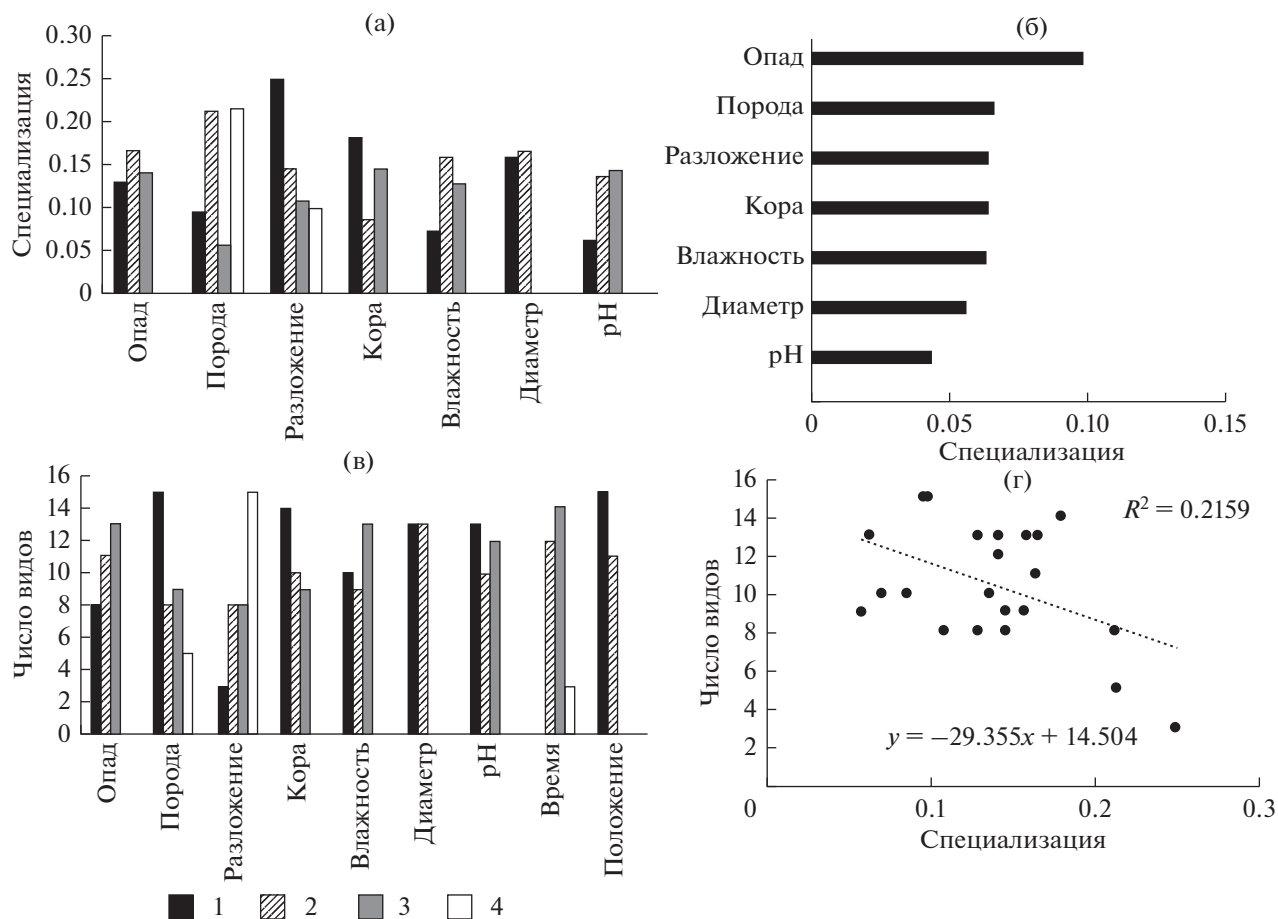 (а)
0.30
0.25
0.20
0.15
0.10
0.05
0
Специализация
Опад
Порода
Разложение
Кора
Влажность
Диаметр
pH
(б)
Опад
Порода
Разложение
Кора
Влажность
Диаметр
pH
0 0.05 0.10 0.15
Специализация
(в)
16
14
12
10
8
6
4
2
0
Число видов
Опад
Порода
Разложение
Кора
Влажность
Диаметр
pH
Время
Положение
1 2 3 4
(г)
16
14
12
10
8
6
4
2
Число видов
R² = 0.2159
y = −29.355x + 14.504
0 0.1 0.2 0.3
Специализация